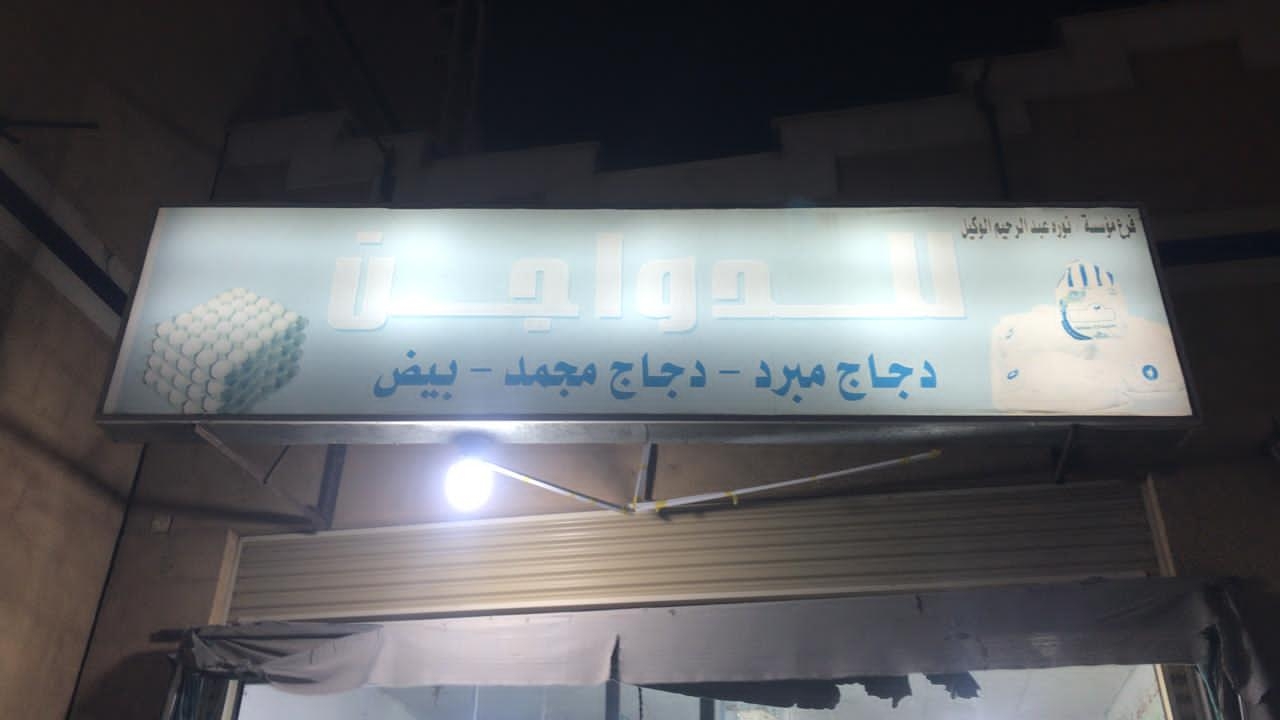 فرع مؤسسة نوره عبد الرحيم الوكيل
للدواجن
دجاج مبرد - دجاج مجمد - بيض